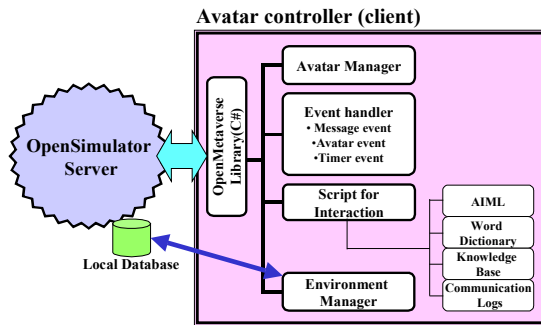 Avatar controller (client)
OpenSimulator
Server
Local Database
OpenMetaverse
Library(C#)
Avatar Manager
Event handler
• Message event
•Avatar event
•Timer event
Script for
Interaction
AIML
Word
Dictionary
Knowledge
Base
Communication
Logs
Environment
Manager